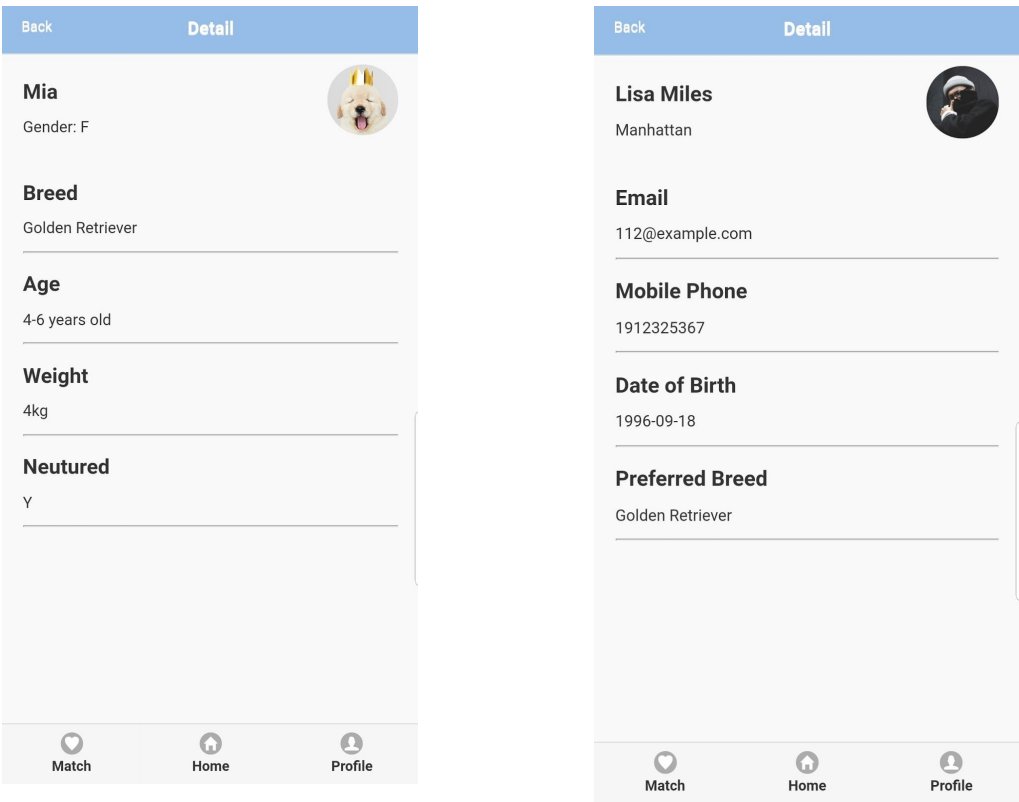 Back
Detail
Mia
Gender: F
Breed
Golden Retriever
Age
4-6 years old
Weight
4kg
Neutured
Y
Match
Home
Profile
Back
Detail
Lisa Miles
Manhattan
Email
112@example.com
Mobile Phone
1912325367
Date of Birth
1996-09-18
Preferred Breed
Golden Retriever
Match
Home
Profile